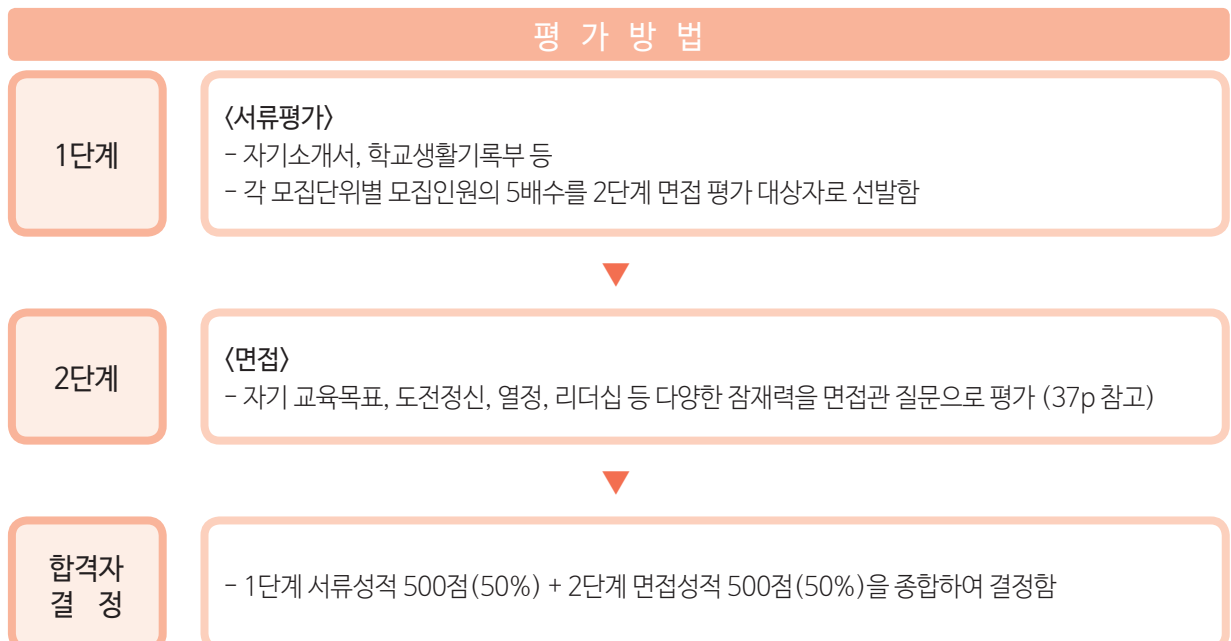 평 가 방 법
1단계
<서류평가>
- 자기소개서, 학교생활기록부 등
- 각 모집단위별 모집인원의 5배수를 2단계 면접 평가 대상자로 선발함
2단계
<면접>
- 자기 교육목표, 도전정신, 열정, 리더십 등 다양한 잠재력을 면접관 질문으로 평가 (37p 참고)
합격자
결 정
- 1단계 서류성적 500점(50%) + 2단계 면접성적 500점(50%)을 종합하여 결정함